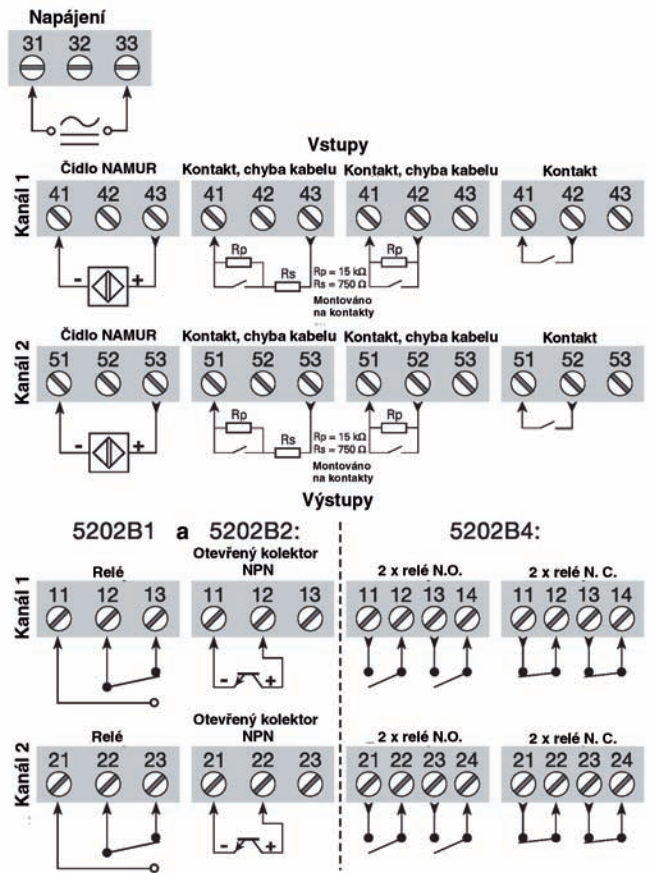 Napájení
31 32 33
Vstupy
Kanál 1
Čidlo NAMUR
41 42 43
- +
Kontakt, chyba kabelu
41 42 43
Rp
Rs
Rp = 15 kΩ
Rs = 750 Ω
Montováno
na kontakty
Kontakt, chyba kabelu
41 42 43
Rp
Kontakt
41 42 43
Kanál 2
Čidlo NAMUR
51 52 53
- +
Kontakt, chyba kabelu
51 52 53
Rp
Rs
Rp = 15 kΩ
Rs = 750 Ω
Montováno
na kontakty
Kontakt, chyba kabelu
51 52 53
Rp
Kontakt
51 52 53
Výstupy
5202B1 a 5202B2:
5202B4:
Kanál 1
Relé
11 12 13
Otevřený kolektor
NPN
11 12 13
- +
2 x relé N.O.
11 12 13 14
2 x relé N. C.
11 12 13 14
Kanál 2
Relé
21 22 23
Otevřený kolektor
NPN
21 22 23
- +
2 x relé N.O.
21 22 23 24
2 x relé N. C.
21 22 23 24